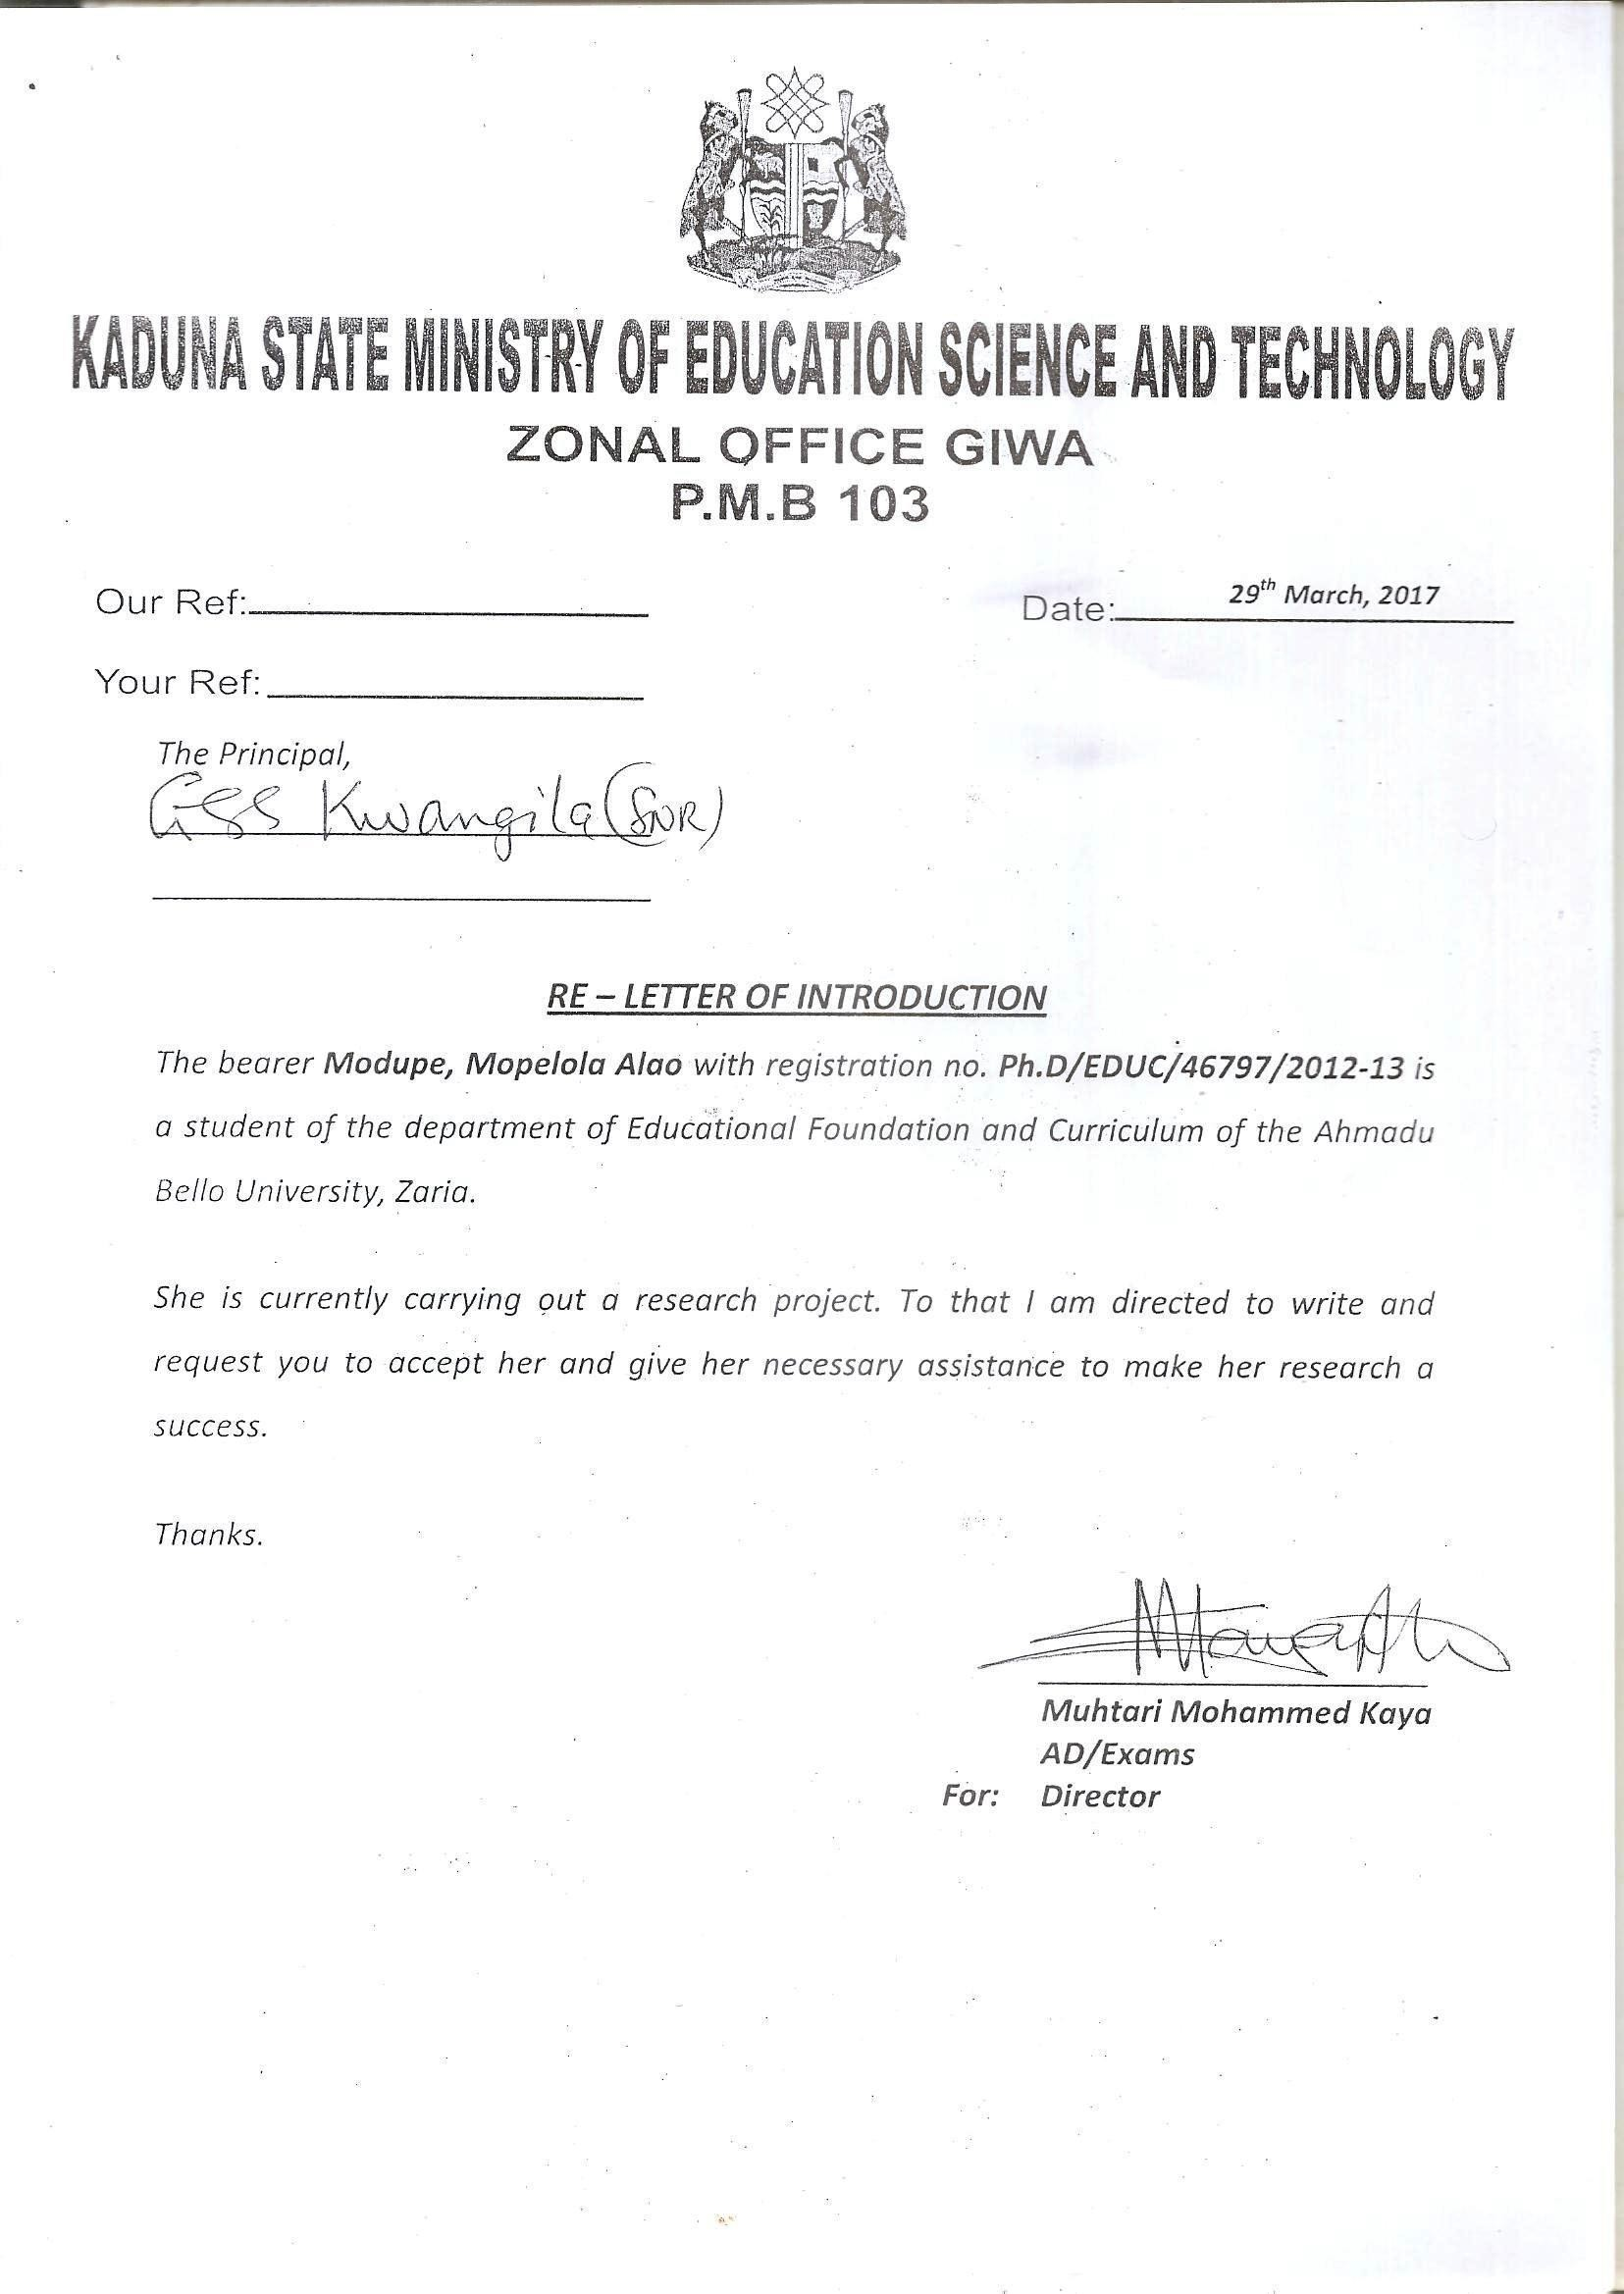 KADUNA STATE MINISTRY OF EDUCATION SCIENCE AND TECHNOLOGY
ZONAL OFFICE GIWA
P.M.B 103
Our Ref:
Date: 29th March, 2017
Your Ref:
The Principal,
GSS Kwangila (SNR)
RE – LETTER OF INTRODUCTION
The bearer Modupe, Mopelola Alao with registration no. Ph.D/EDUC/46797/2012-13 is
a student of the department of Educational Foundation and Curriculum of the Ahmadu
Bello University, Zaria.
She is currently carrying out a research project. To that I am directed to write and
request you to accept her and give her necessary assistance to make her research a
success.
Thanks.
Muhtari Mohammed Kaya
AD/Exams
For: Director